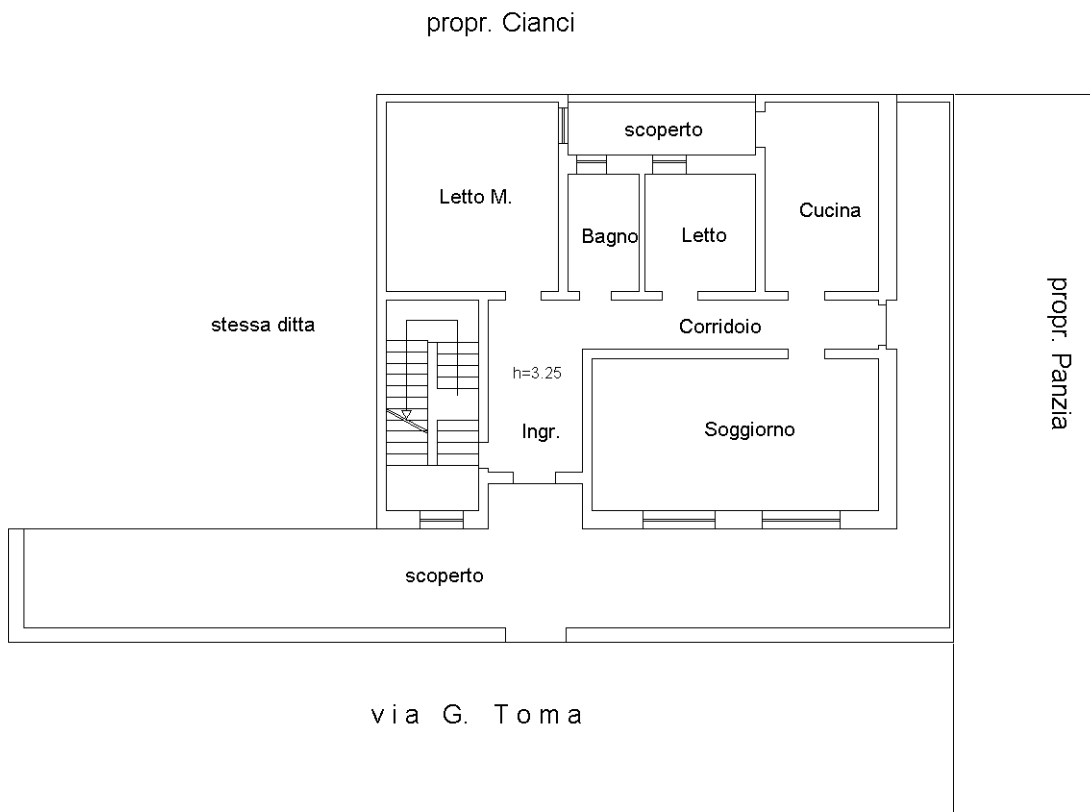 propr. Cianci
scoperto
Letto M.
Cucina
Bagno
Letto
propr. Panzia
stessa ditta
Corridoio
h=3.25
Ingr.
Soggiorno
scoperto
via G. Toma